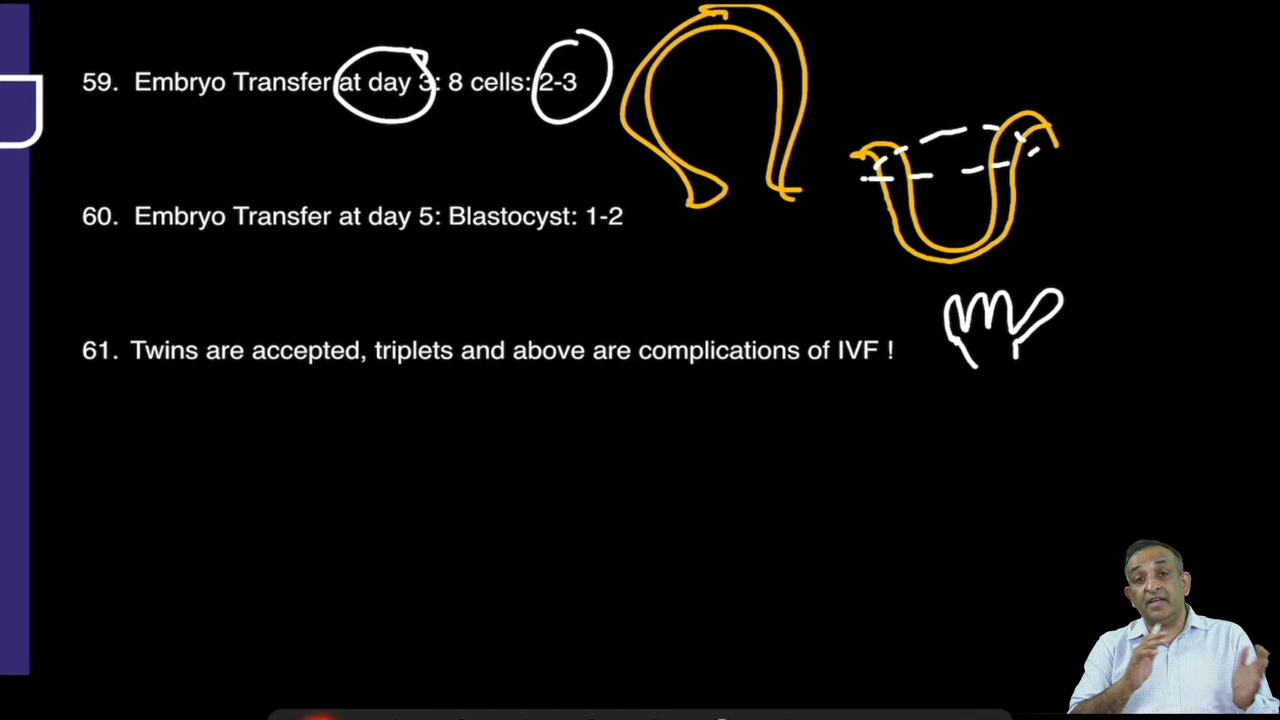 59. Embryo Transfer at day 3: 8 cells: 2-3
60. Embryo Transfer at day 5: Blastocyst: 1-2
61. Twins are accepted, triplets and above are complications of IVF !